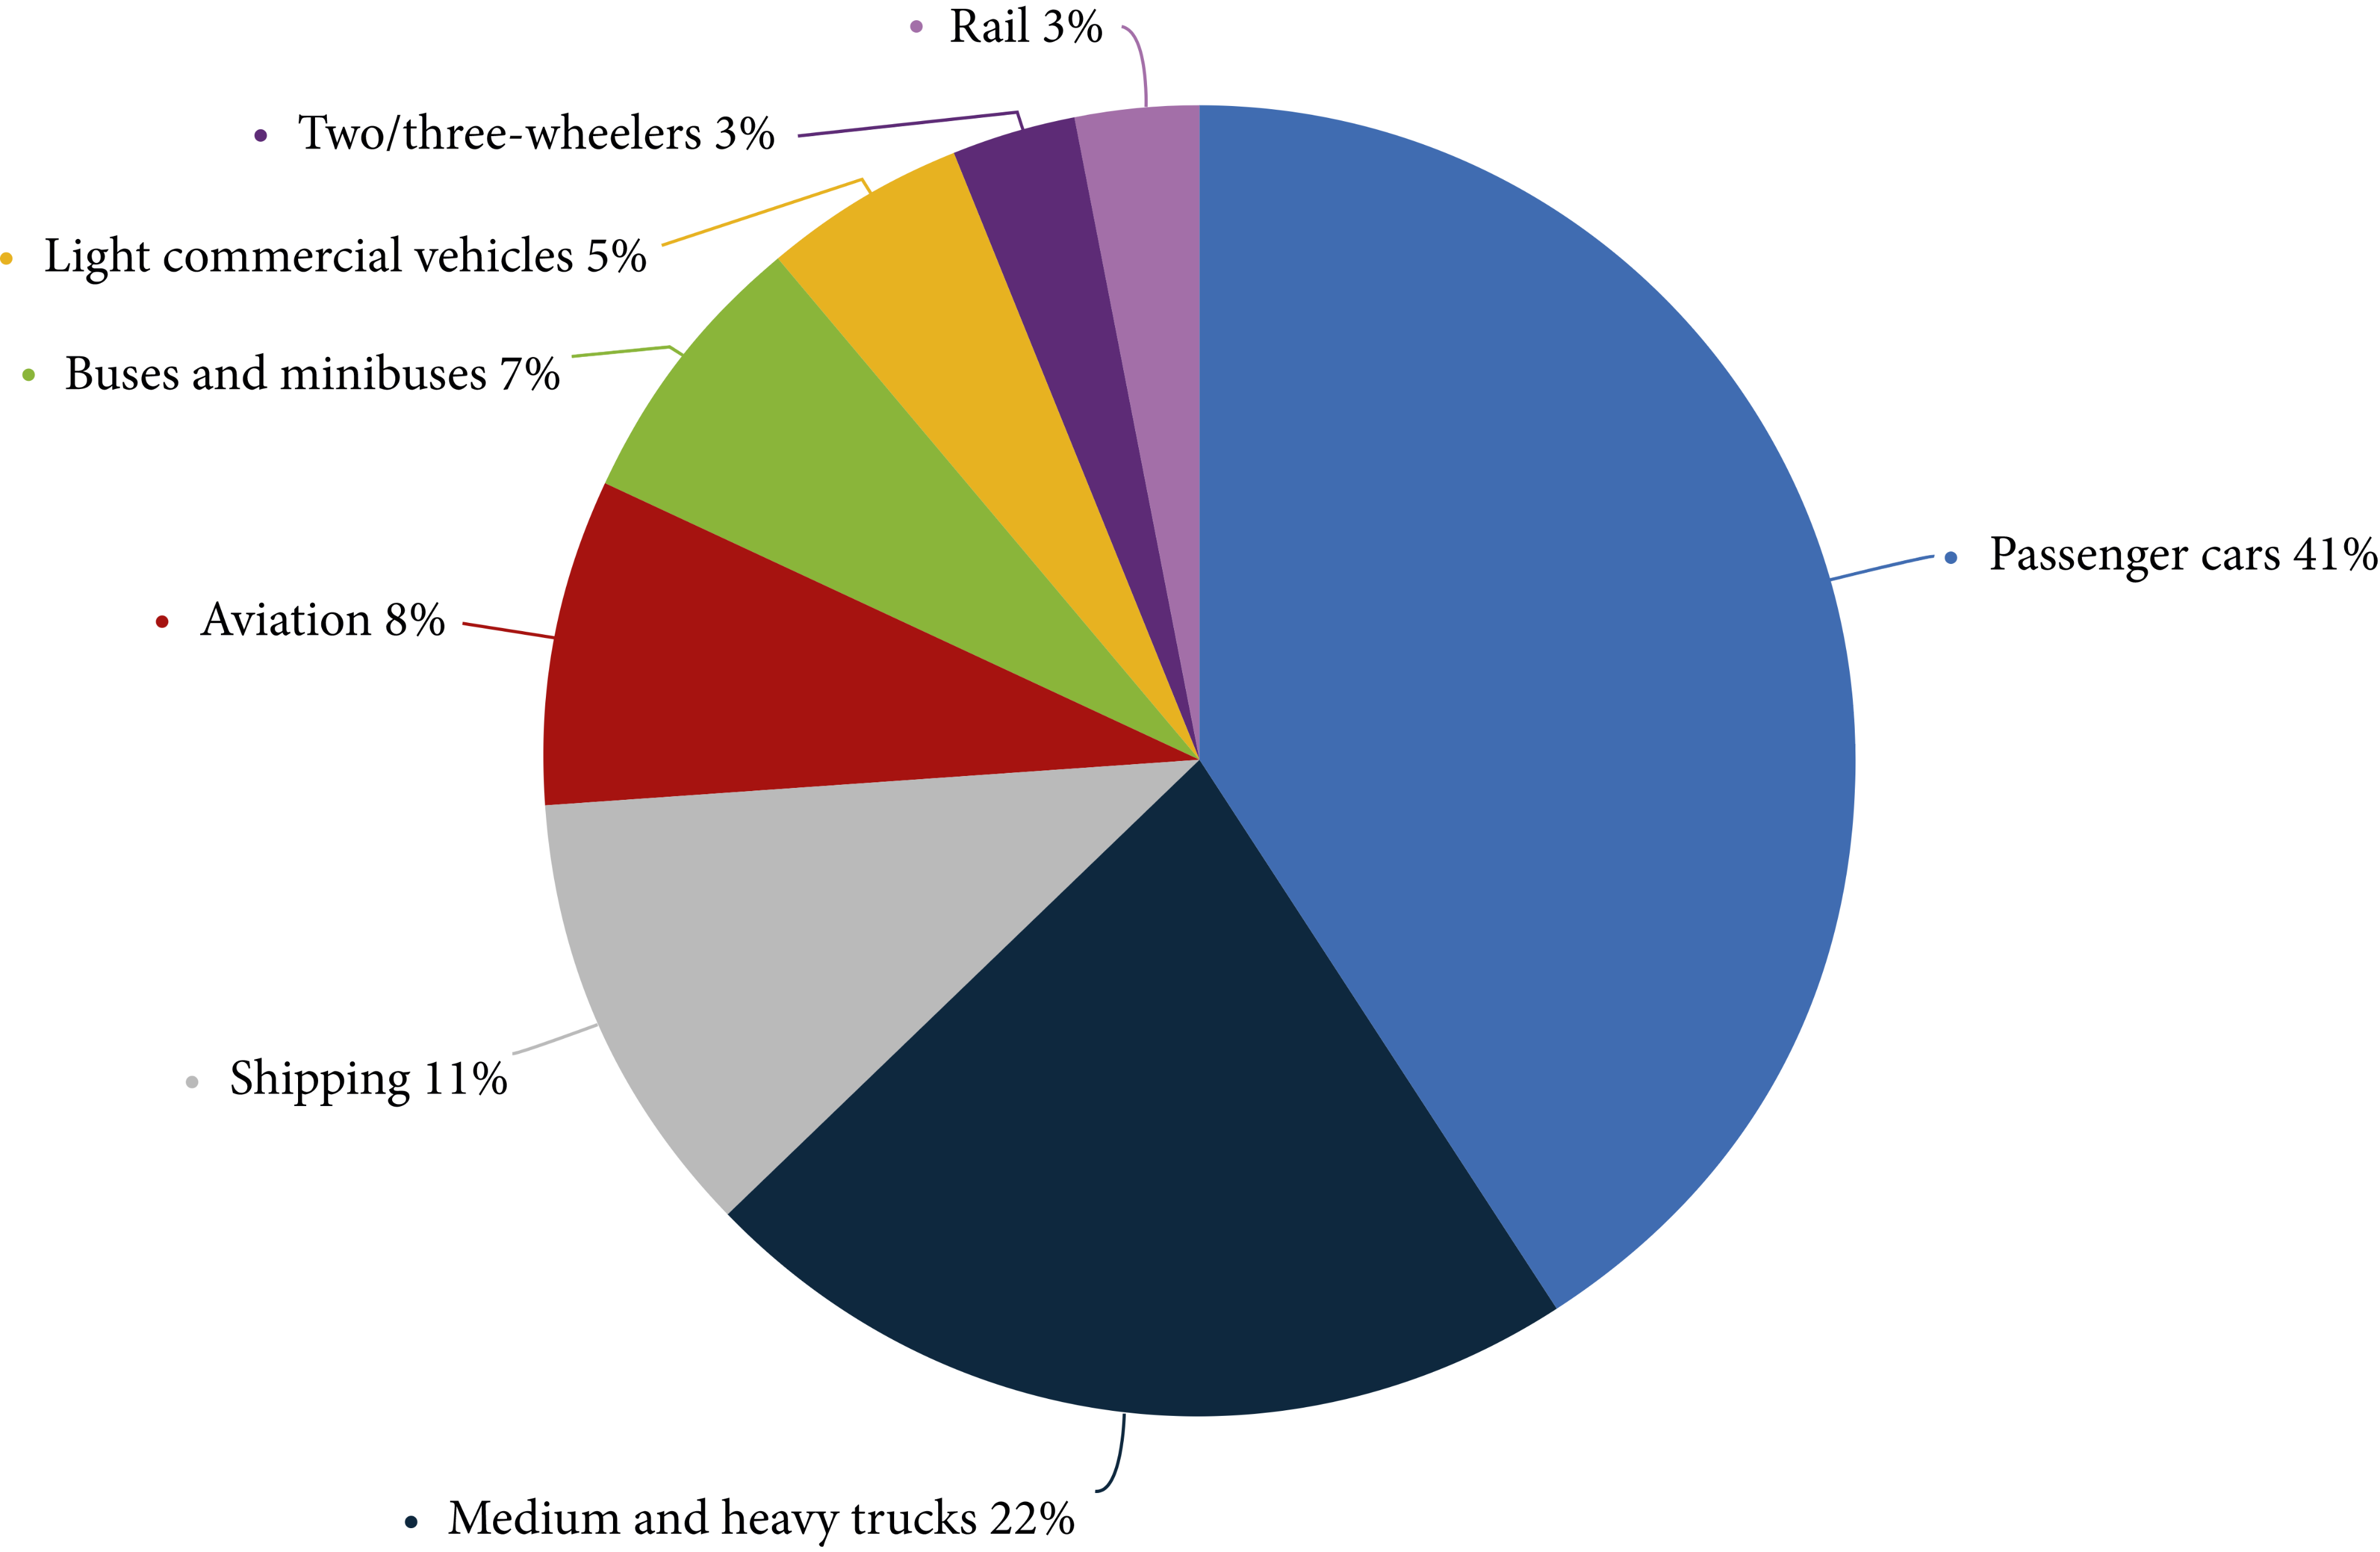 Rail 3%
Two/three-wheelers 3%
Light commercial vehicles 5%
Buses and minibuses 7%
Passenger cars 41%
Aviation 8%
Shipping 11%
Medium and heavy trucks 22%